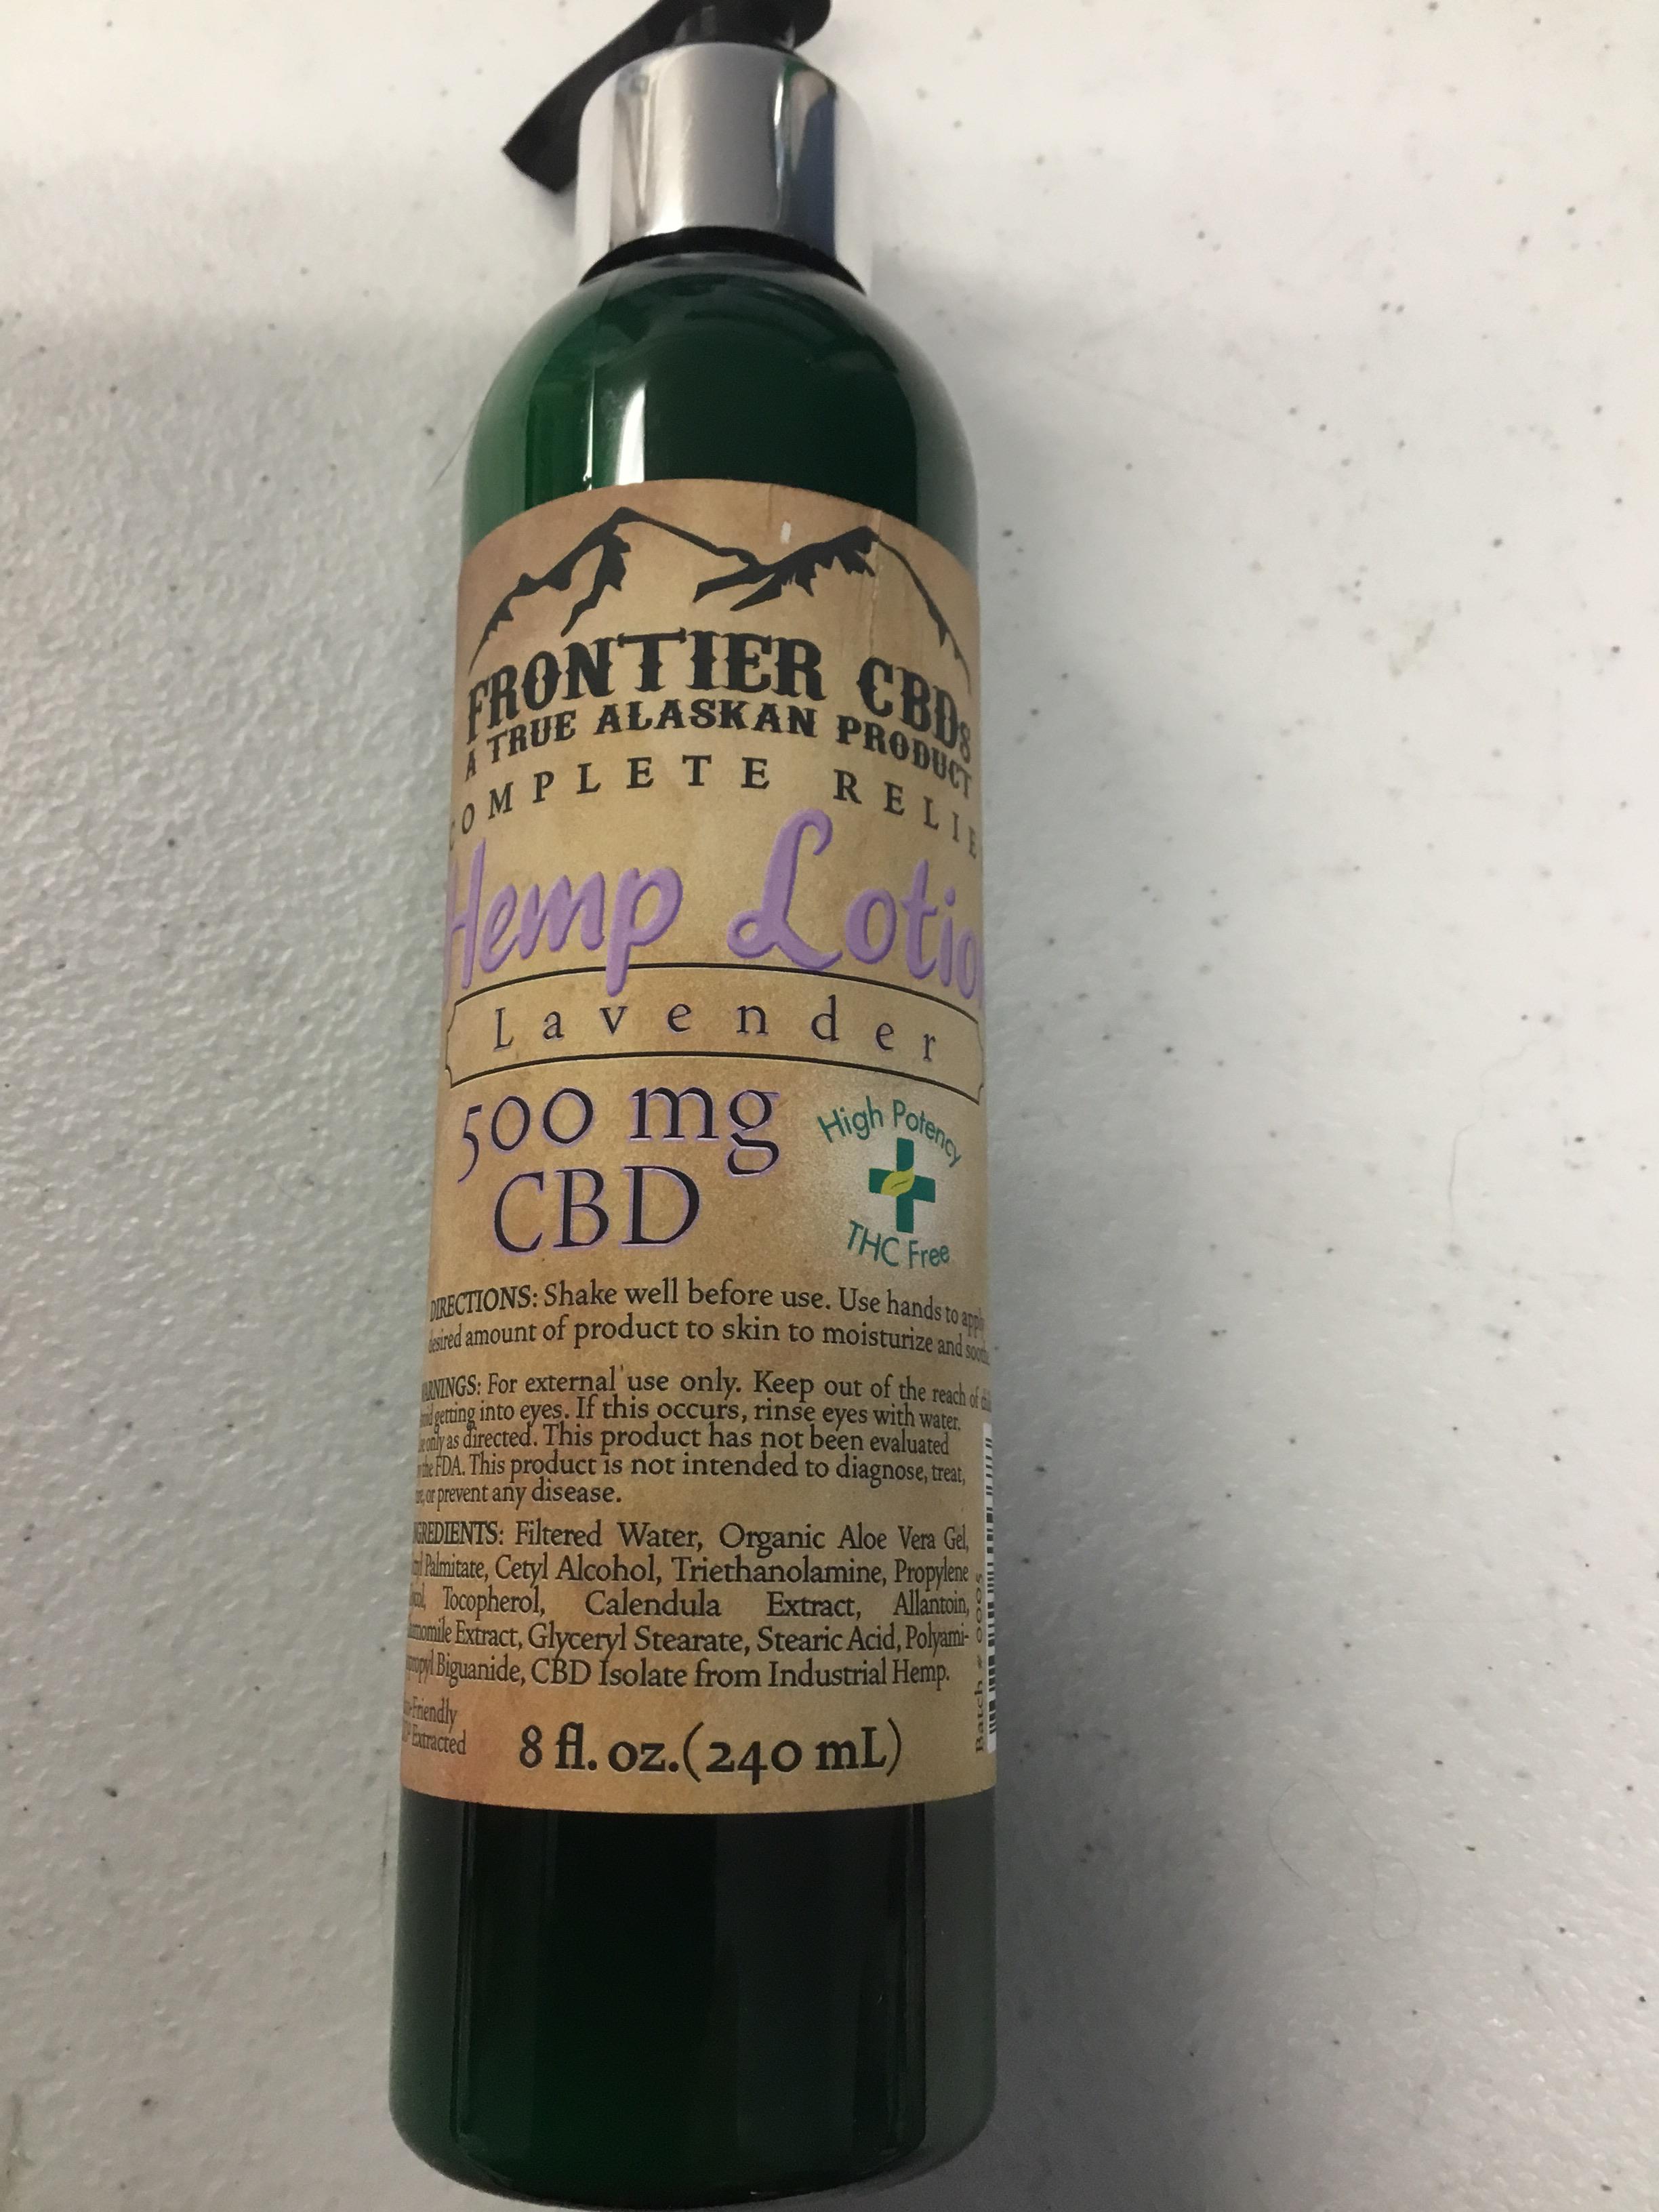 FRONTIER CBDs
A TRUE ALASKAN PRODUCT
COMPLETE RELIE
Hemp Lotio
Lavender
500 mg
CBD
High Potency
THC Free
DIRECTIONS: Shake well before use. Use hands to apply
desired amount of product to skin to moisturize and
WARNINGS: For external use only. Keep out of the reach of
getting into eyes. If this occurs, rinse eyes with water.
only as directed. This product has not been evaluated
the FDA. This product is not intended to diagnose, treat,
or prevent any disease.
INGREDIENTS: Filtered Water, Organic Aloe Vera Gel,
Palmitate, Cetyl Alcohol, Triethanolamine, Propylene
Tocopherol, Calendula Extract, Allantoin,
Extract, Glyceryl Stearate, Stearic Acid, Polyami-
Biguanide, CBD Isolate from Industrial Hemp.
Friendly
Extracted
8 fl. oz.(240 mL)
Batch # 0005